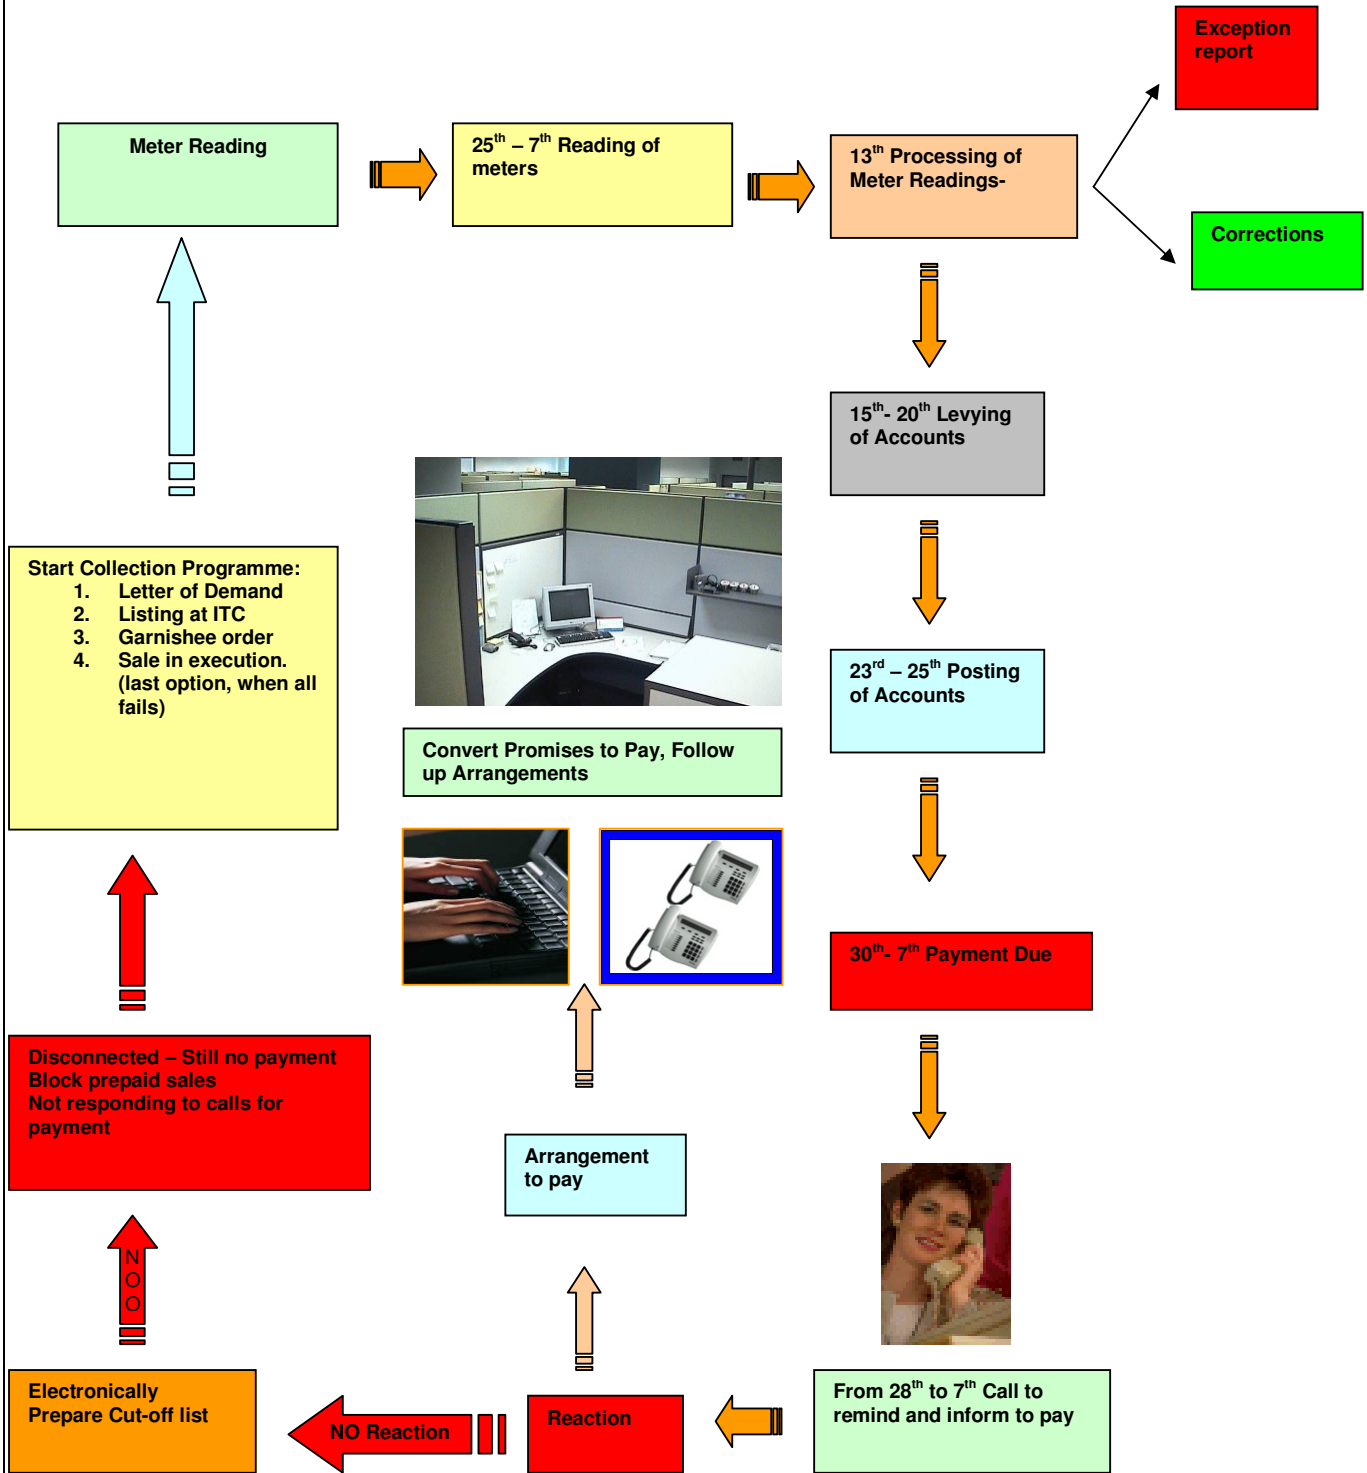 Exception
report
Meter Reading
25th – 7th Reading of
meters
13th Processing of
Meter Readings-
Corrections
15th- 20th Levying
of Accounts
Start Collection Programme:
1. Letter of Demand
2. Listing at ITC
3. Garnishee order
4. Sale in execution.
(last option, when all
fails)
23rd – 25th Posting
of Accounts
Convert Promises to Pay, Follow
up Arrangements
30th- 7th Payment Due
Disconnected – Still no payment
Block prepaid sales
Not responding to calls for
payment
Arrangement
to pay
N
O
O
Electronically
Prepare Cut-off list
NO Reaction
Reaction
From 28th to 7th Call to
remind and inform to pay